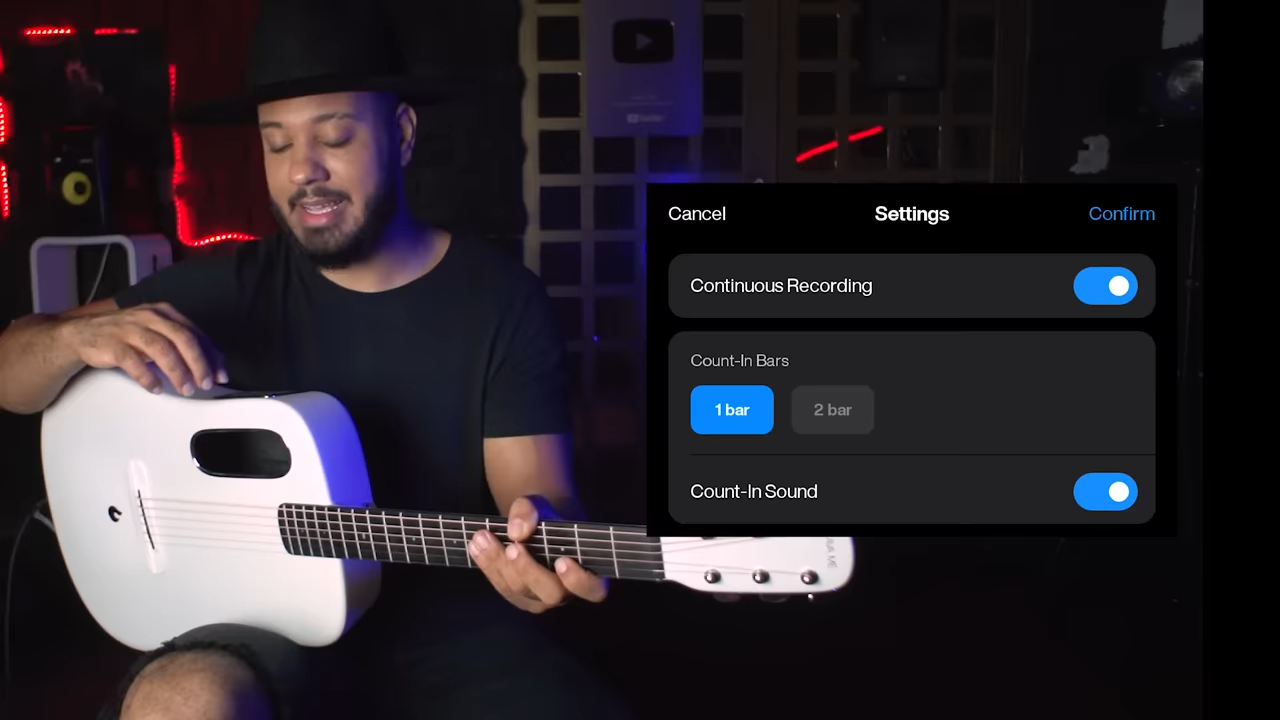 Cancel
Settings
Confirm
Continuous Recording
Count-In Bars
1 bar
2 bar
Count-In Sound